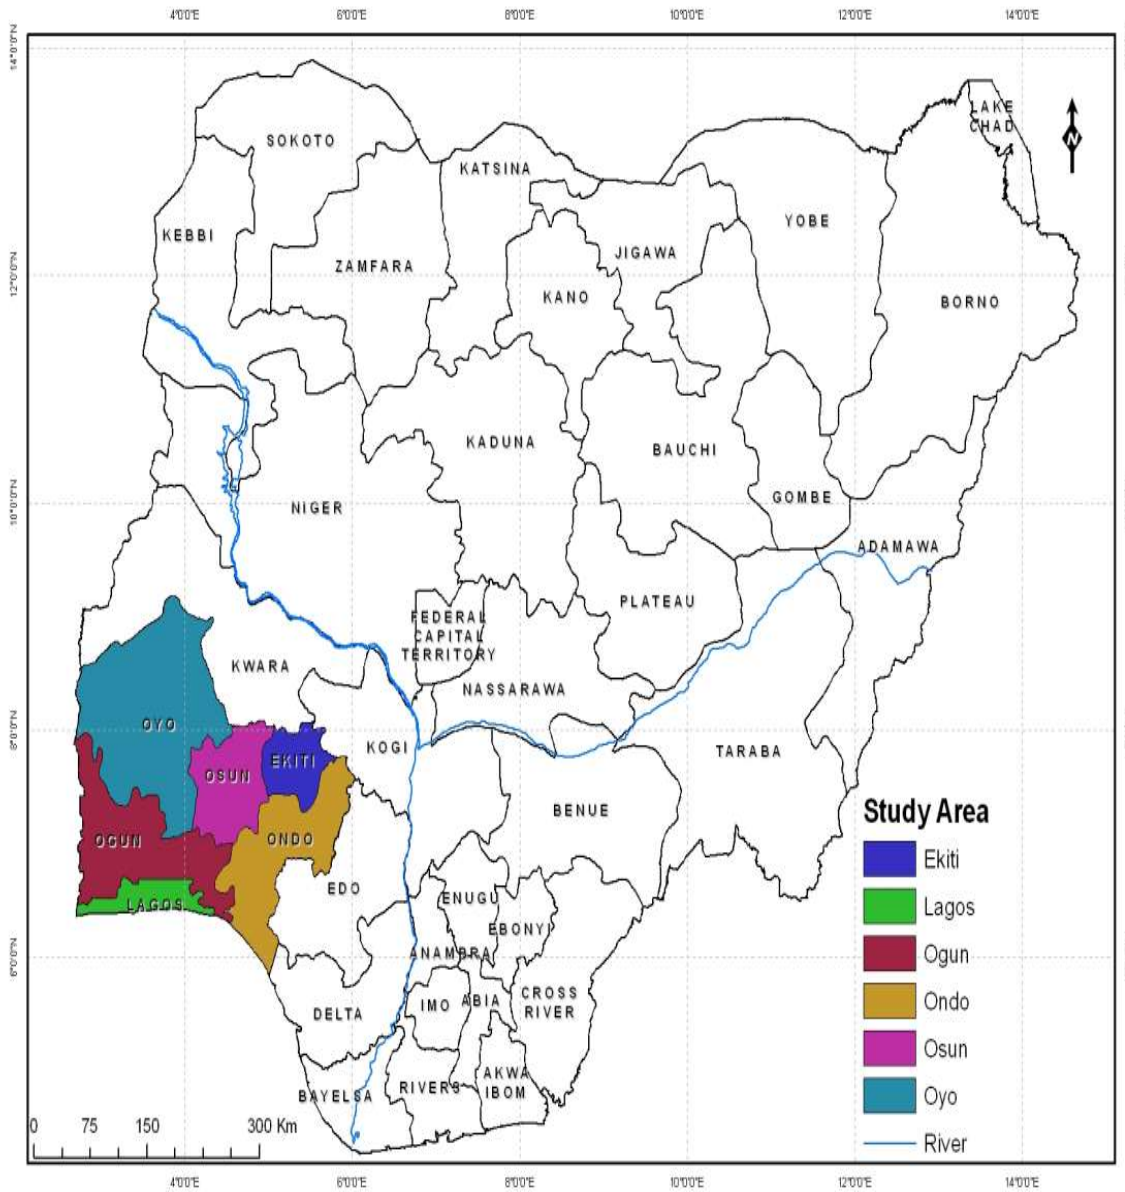 4°0'0"E 6°0'0"E 8°0'0"E 10°0'0"E 12°0'0"E 14°0'0"E
14°0'0"N
LAKE
CHAD
N
SOKOTO
KATSINA
YOBE
KEBBI
JIGAWA
ZAMFARA
12°0'0"N
KANO
BORNO
KADUNA
BAUCHI
GOMBE
10°0'0"N
NIGER
ADAMAWA
PLATEAU
FEDERAL
CAPITAL
TERRITORY
KWARA
NASSARAWA
8°0'0"N
OYO
KOGI
TARABA
EKITI
OSUN
BENUE
OGUN
ONDO
EDO
LAGOS
ENUGU
EBONYI
6°0'0"N
ANAMBRA
CROSS
RIVER
ABIA
IMO
DELTA
AKWA
IBOM
RIVERS
BAYELSA
Study Area
Ekiti
Lagos
Ogun
Ondo
Osun
Oyo
River
0 75 150 300 Km
4°0'0"E 6°0'0"E 8°0'0"E 10°0'0"E 12°0'0"E 14°0'0"E